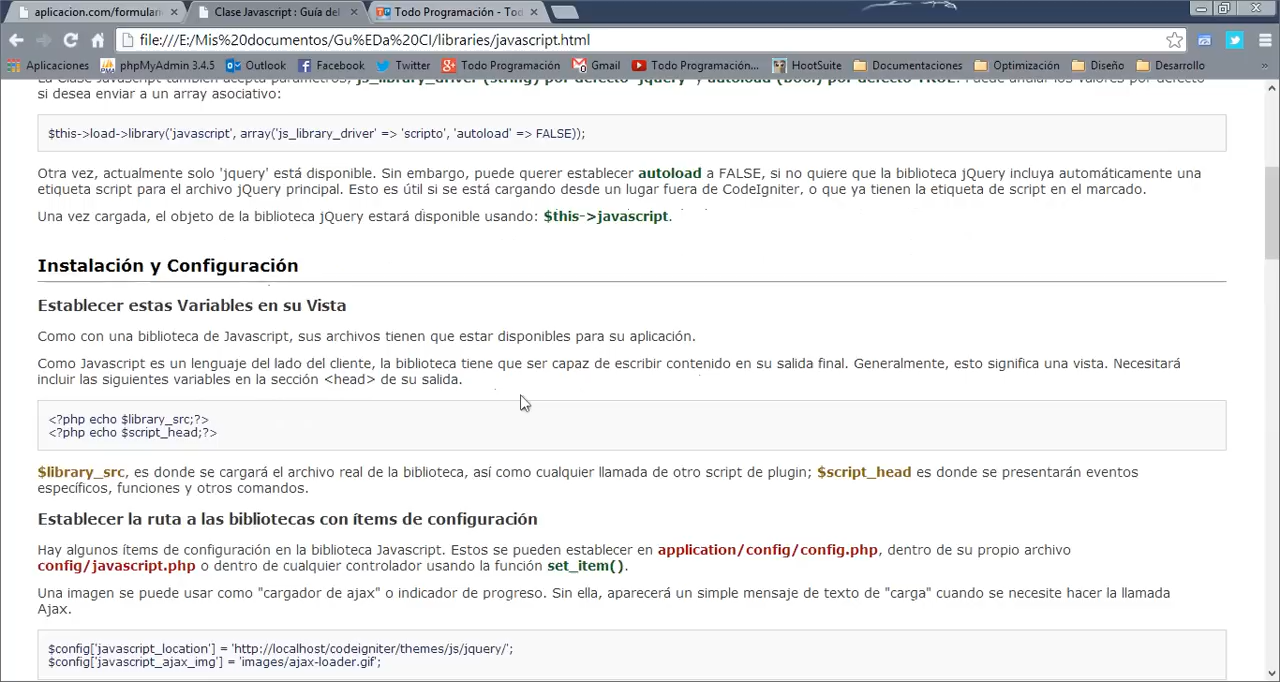 aplicacion.com/formular
Clase Javascript : Guía del
Todo Programación - Tod
file:///E:/Mis%20documentos/Gu%EDa%20CI/libraries/javascript.html
Aplicaciones phpMyAdmin 3.4.5 Outlook Facebook Twitter Todo Programación Gmail Todo Programación... HootSuite Documentaciones Optimización Diseño Desarrollo »
si desea enviar a un array asociativo:
$this->load->library('javascript', array('js_library_driver' => 'scripto', 'autoload' => FALSE));
Otra vez, actualmente solo 'jquery' está disponible. Sin embargo, puede querer establecer autoload a FALSE, si no quiere que la biblioteca jQuery incluya automáticamente una
etiqueta script para el archivo jQuery principal. Esto es útil si se está cargando desde un lugar fuera de CodeIgniter, o que ya tienen la etiqueta de script en el marcado.
Una vez cargada, el objeto de la biblioteca jQuery estará disponible usando: $this->javascript.
Instalación y Configuración
Establecer estas Variables en su Vista
Como con una biblioteca de Javascript, sus archivos tienen que estar disponibles para su aplicación.
Como Javascript es un lenguaje del lado del cliente, la biblioteca tiene que ser capaz de escribir contenido en su salida final. Generalmente, esto significa una vista. Necesitará
incluir las siguientes variables en la sección <head> de su salida.
<?php echo $library_src;?>
<?php echo $script_head;?>
$library_src, es donde se cargará el archivo real de la biblioteca, así como cualquier llamada de otro script de plugin; $script_head es donde se presentarán eventos
específicos, funciones y otros comandos.
Establecer la ruta a las bibliotecas con ítems de configuración
Hay algunos ítems de configuración en la biblioteca Javascript. Estos se pueden establecer en application/config/config.php, dentro de su propio archivo
config/javascript.php o dentro de cualquier controlador usando la función set_item().
Una imagen se puede usar como "cargador de ajax" o indicador de progreso. Sin ella, aparecerá un simple mensaje de texto de "carga" cuando se necesite hacer la llamada
Ajax.
$config['javascript_location'] = 'http://localhost/codeigniter/themes/js/jquery/';
$config['javascript_ajax_img'] = 'images/ajax-loader.gif';